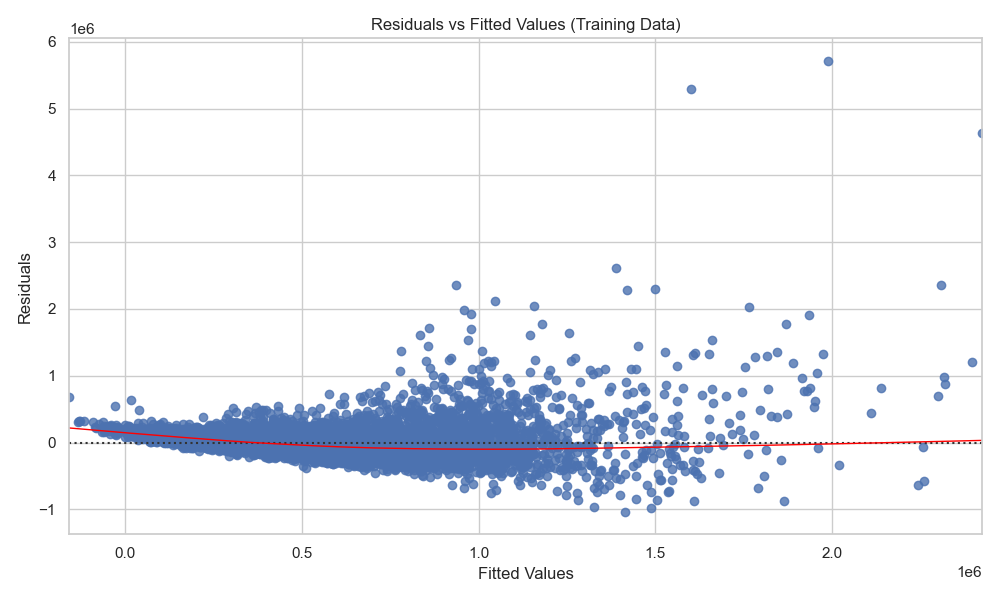 Residuals vs Fitted Values (Training Data)
1e6
6
5
4
3
2
1
0
−1
Residuals
0.0 0.5 1.0 1.5 2.0
1e6
Fitted Values